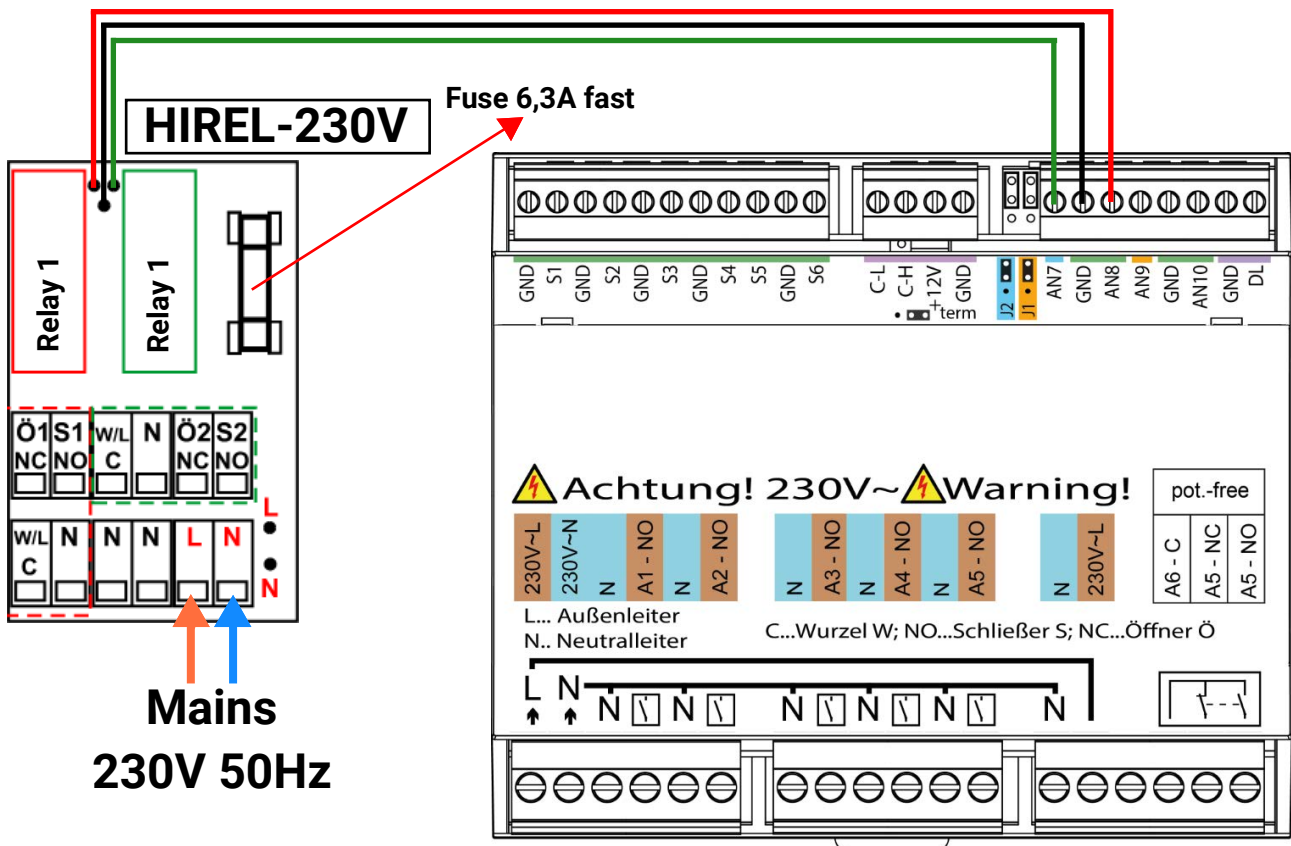 Fuse 6,3A fast
HIREL-230V
Relay 1
Relay 1
GND S1 GND S2 GND S3 GND S4 S5 GND S6
C-L C-H +12V GND
J2 J1
AN7 GND AN8 AN9 GND AN10 GND DL
term
Ö1 S1 W/L N Ö2 S2
NC NO C NC NO
L
W/L N N N L N
C
N
Mains
230V 50Hz
Achtung! 230V~ Warning!
pot.-free
230V~L 230V~N N A1 - NO N A2 - NO
N A3 - NO N A4 - NO N A5 - NO
N 230V~L
A6 - C A5 - NC A5 - NO
L... Außenleiter
N.. Neutralleiter
C...Wurzel W; NO...Schließer S; NC...Öffner Ö
L N N N N N N N